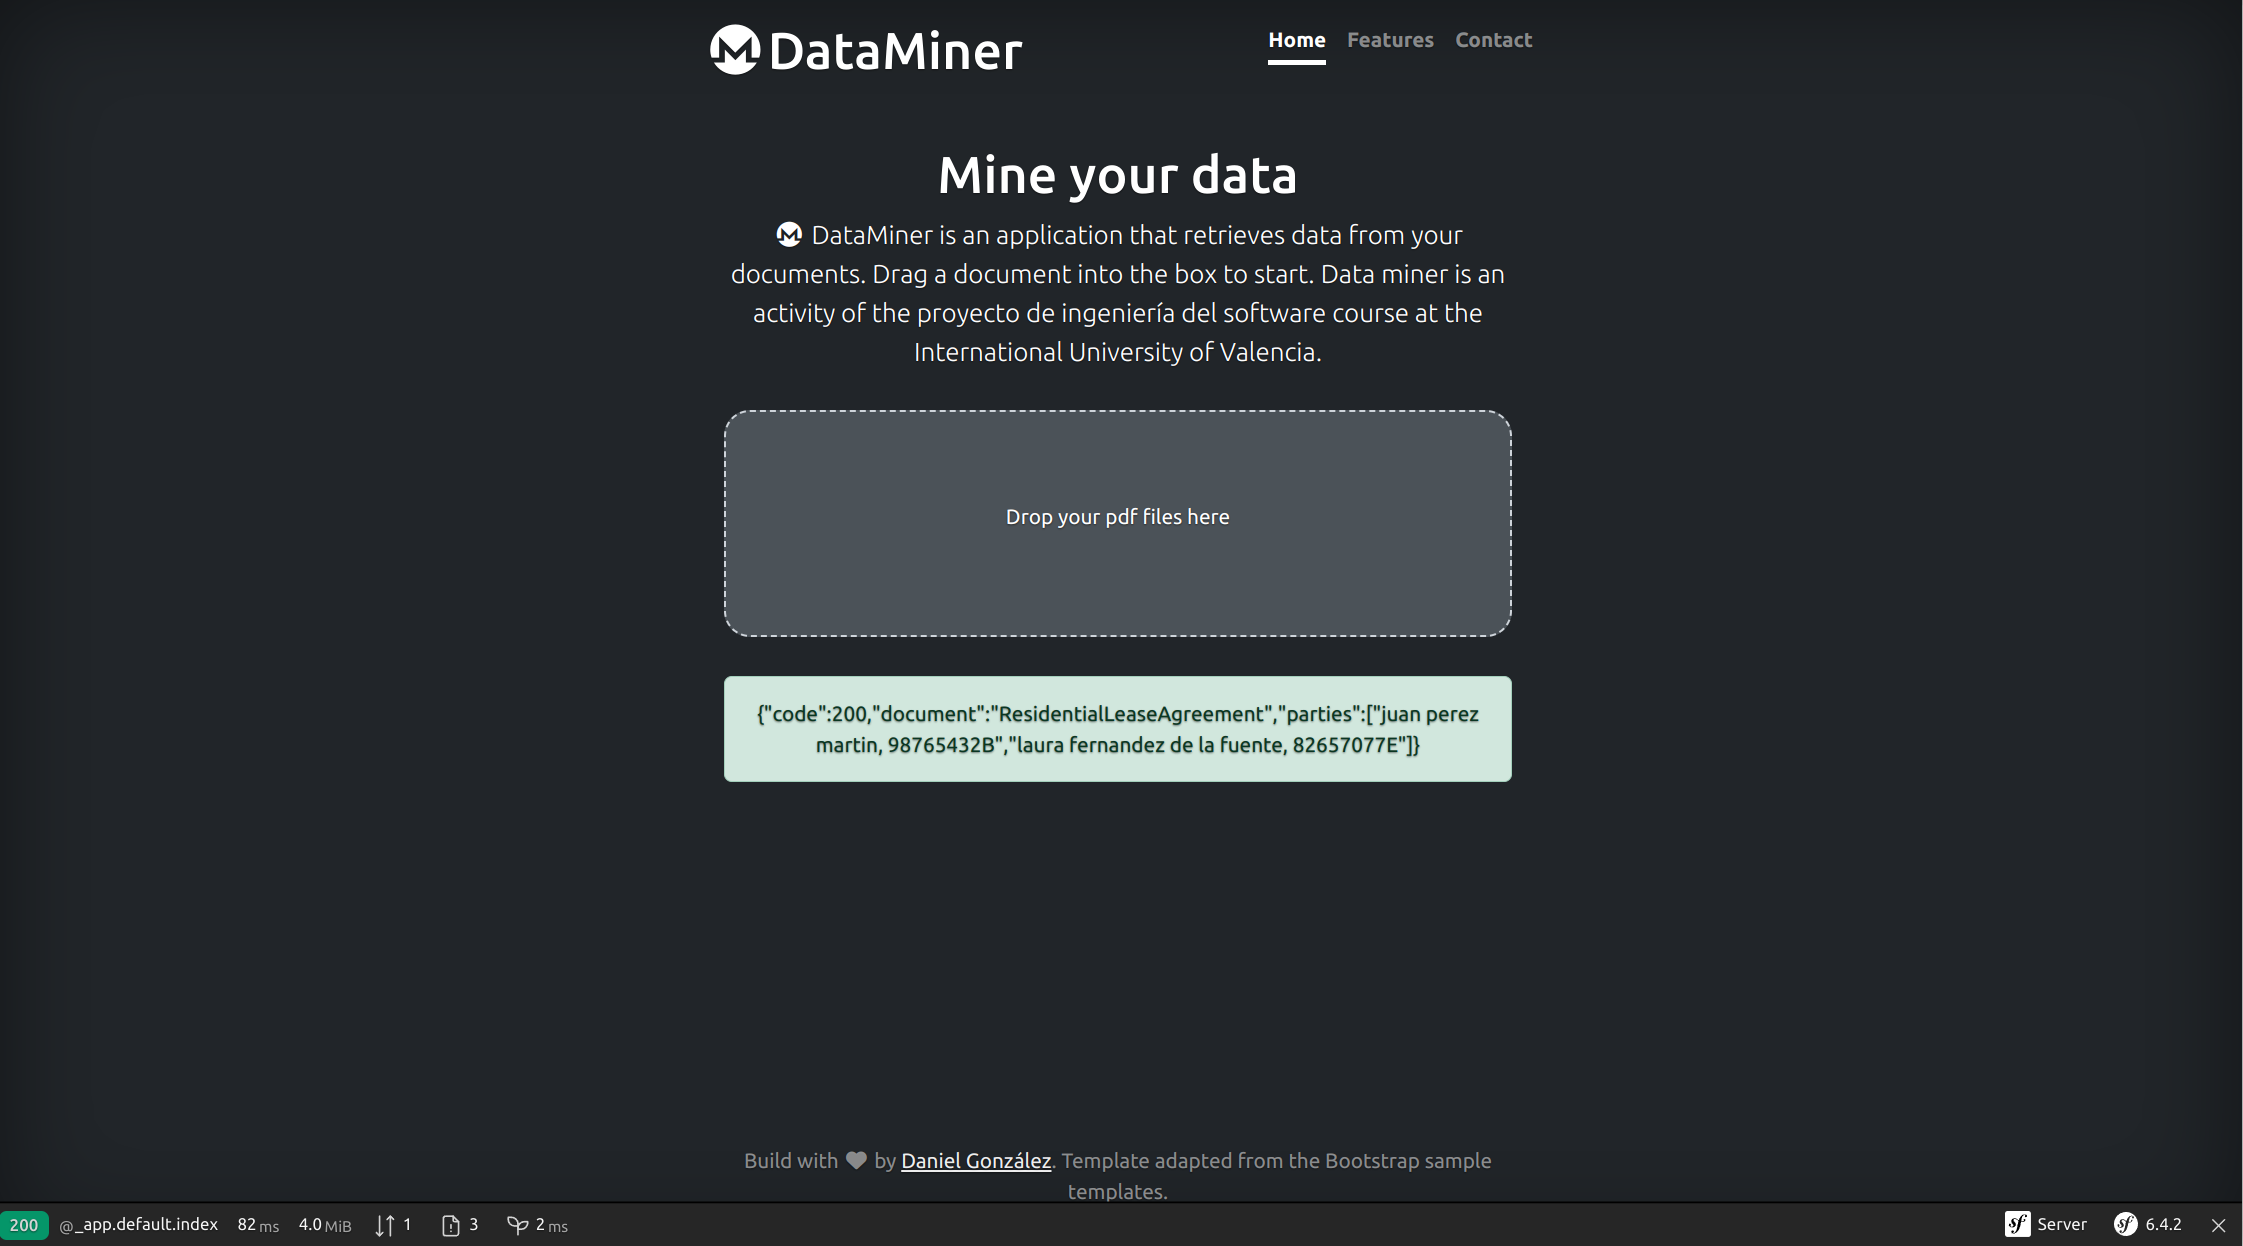 DataMiner
Home Features Contact
Mine your data
DataMiner is an application that retrieves data from your
documents. Drag a document into the box to start. Data miner is an
activity of the proyecto de ingeniería del software course at the
International University of Valencia.
Drop your pdf files here
{"code":200,"document":"ResidentialLeaseAgreement","parties":["juan perez
martin, 98765432B","laura fernandez de la fuente, 82657077E"]}
Build with by Daniel González. Template adapted from the Bootstrap sample
templates.
200 @_app.default.index 82 ms 4.0 MiB 1 3 2 ms sf Server sf 6.4.2